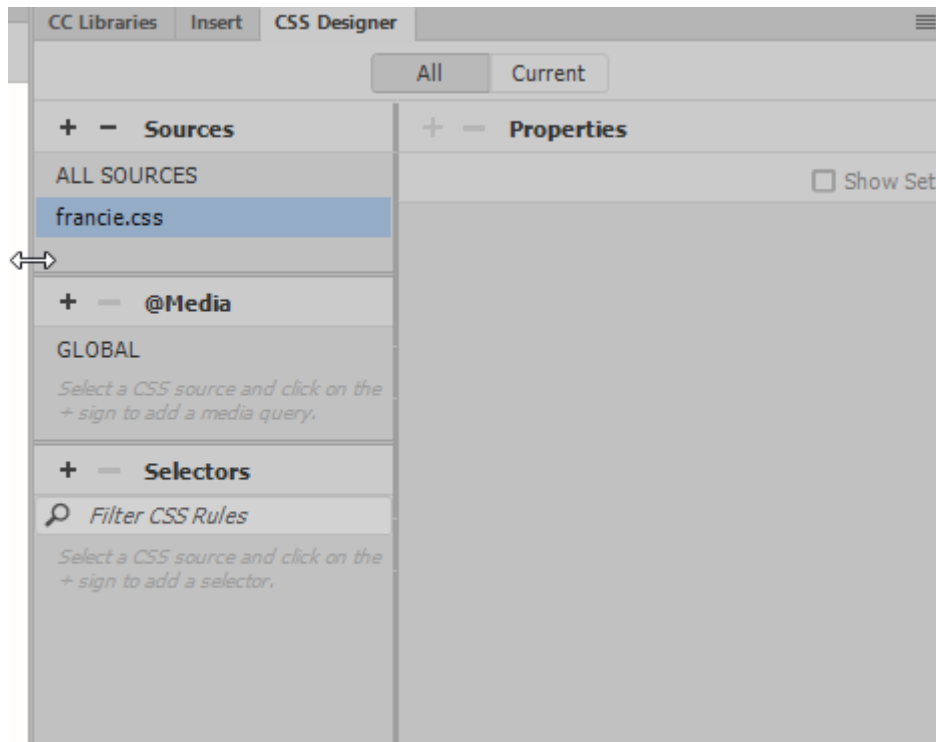 CC Libraries Insert CSS Designer
All Current
+ − Sources
ALL SOURCES
francie.css
+ − @Media
GLOBAL
Select a CSS source and click on the
+ sign to add a media query.
+ − Selectors
Filter CSS Rules
Select a CSS source and click on the
+ sign to add a selector.
+ − Properties
Show Set